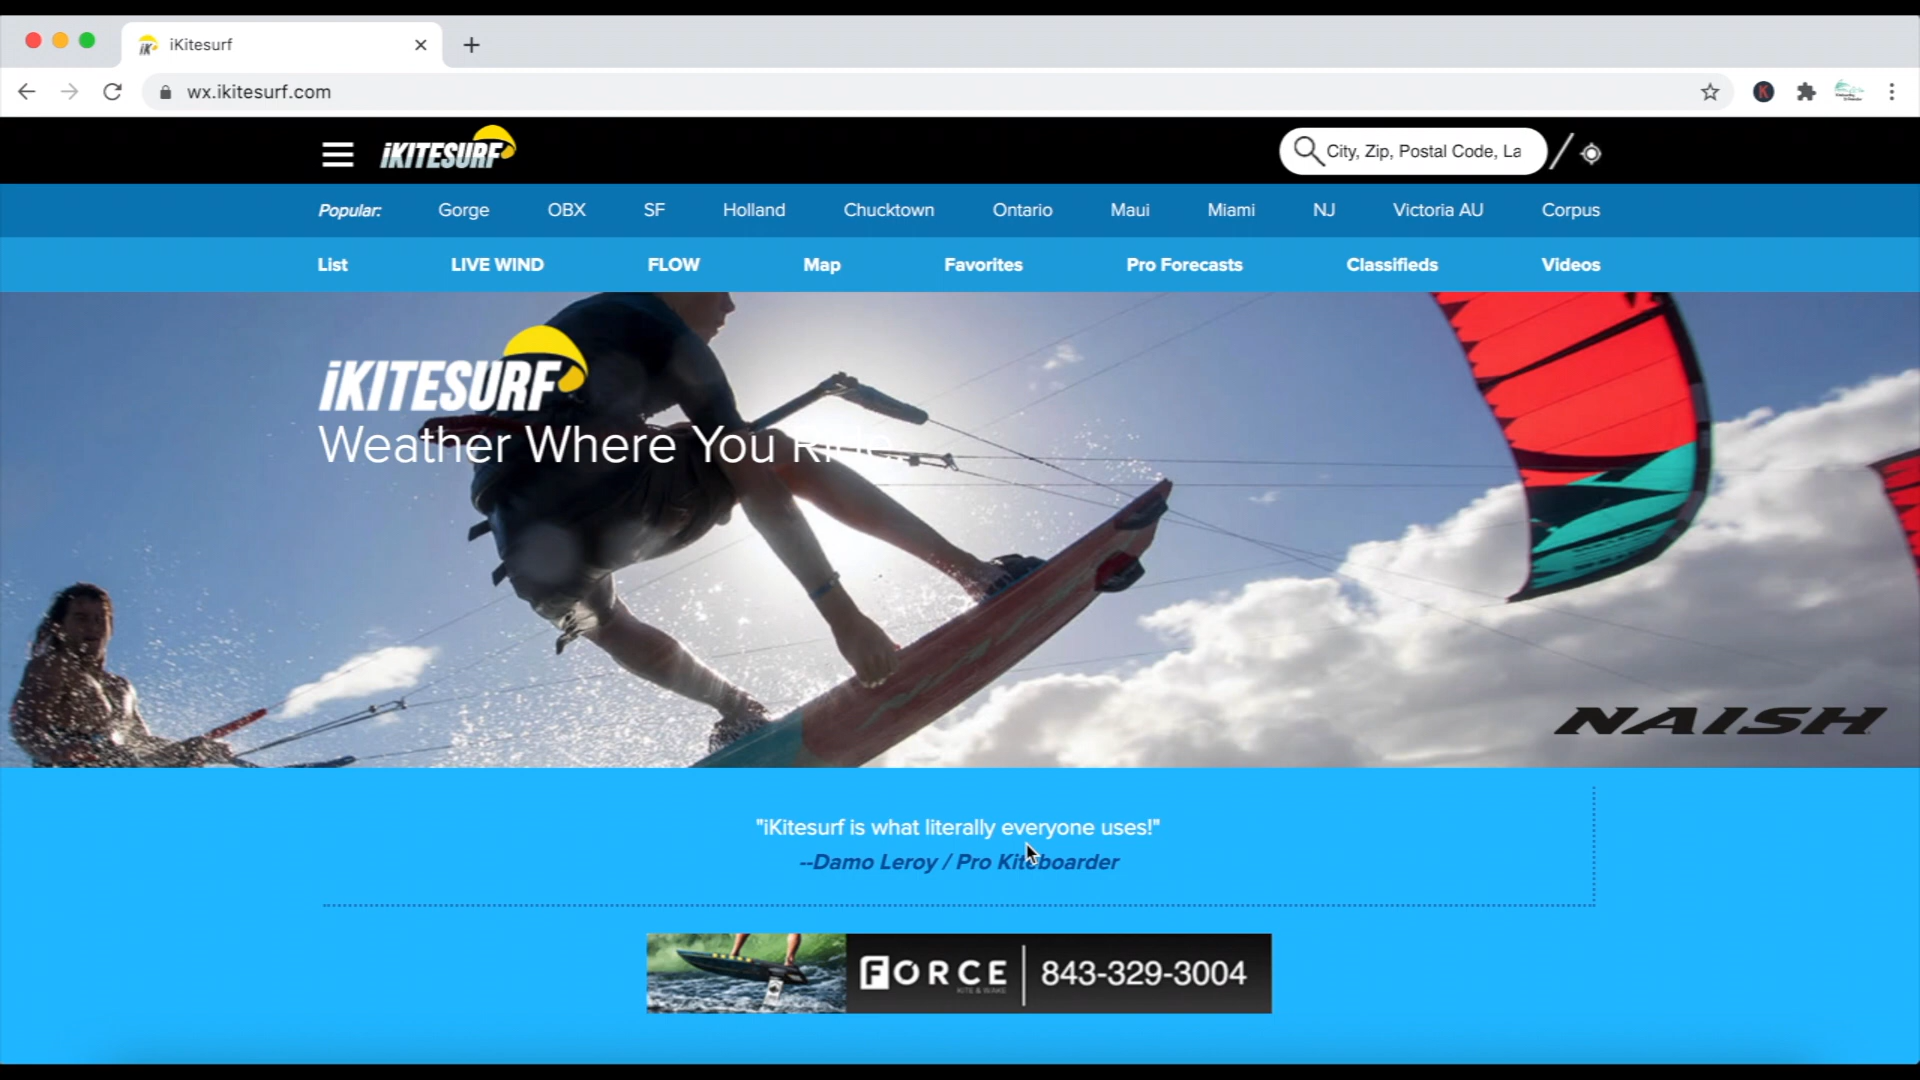 iKitesurf
wx.ikitesurf.com
iKITESURF
City, Zip, Postal Code, La
Popular: Gorge OBX SF Holland Chucktown Ontario Maui Miami NJ Victoria AU Corpus
List LIVE WIND FLOW Map Favorites Pro Forecasts Classifieds Videos
iKITESURF
Weather Where You Ride.
NAISH
"iKitesurf is what literally everyone uses!"
--Damo Leroy / Pro Kiteboarder
FORCE 843-329-3004
KITE & WAKE